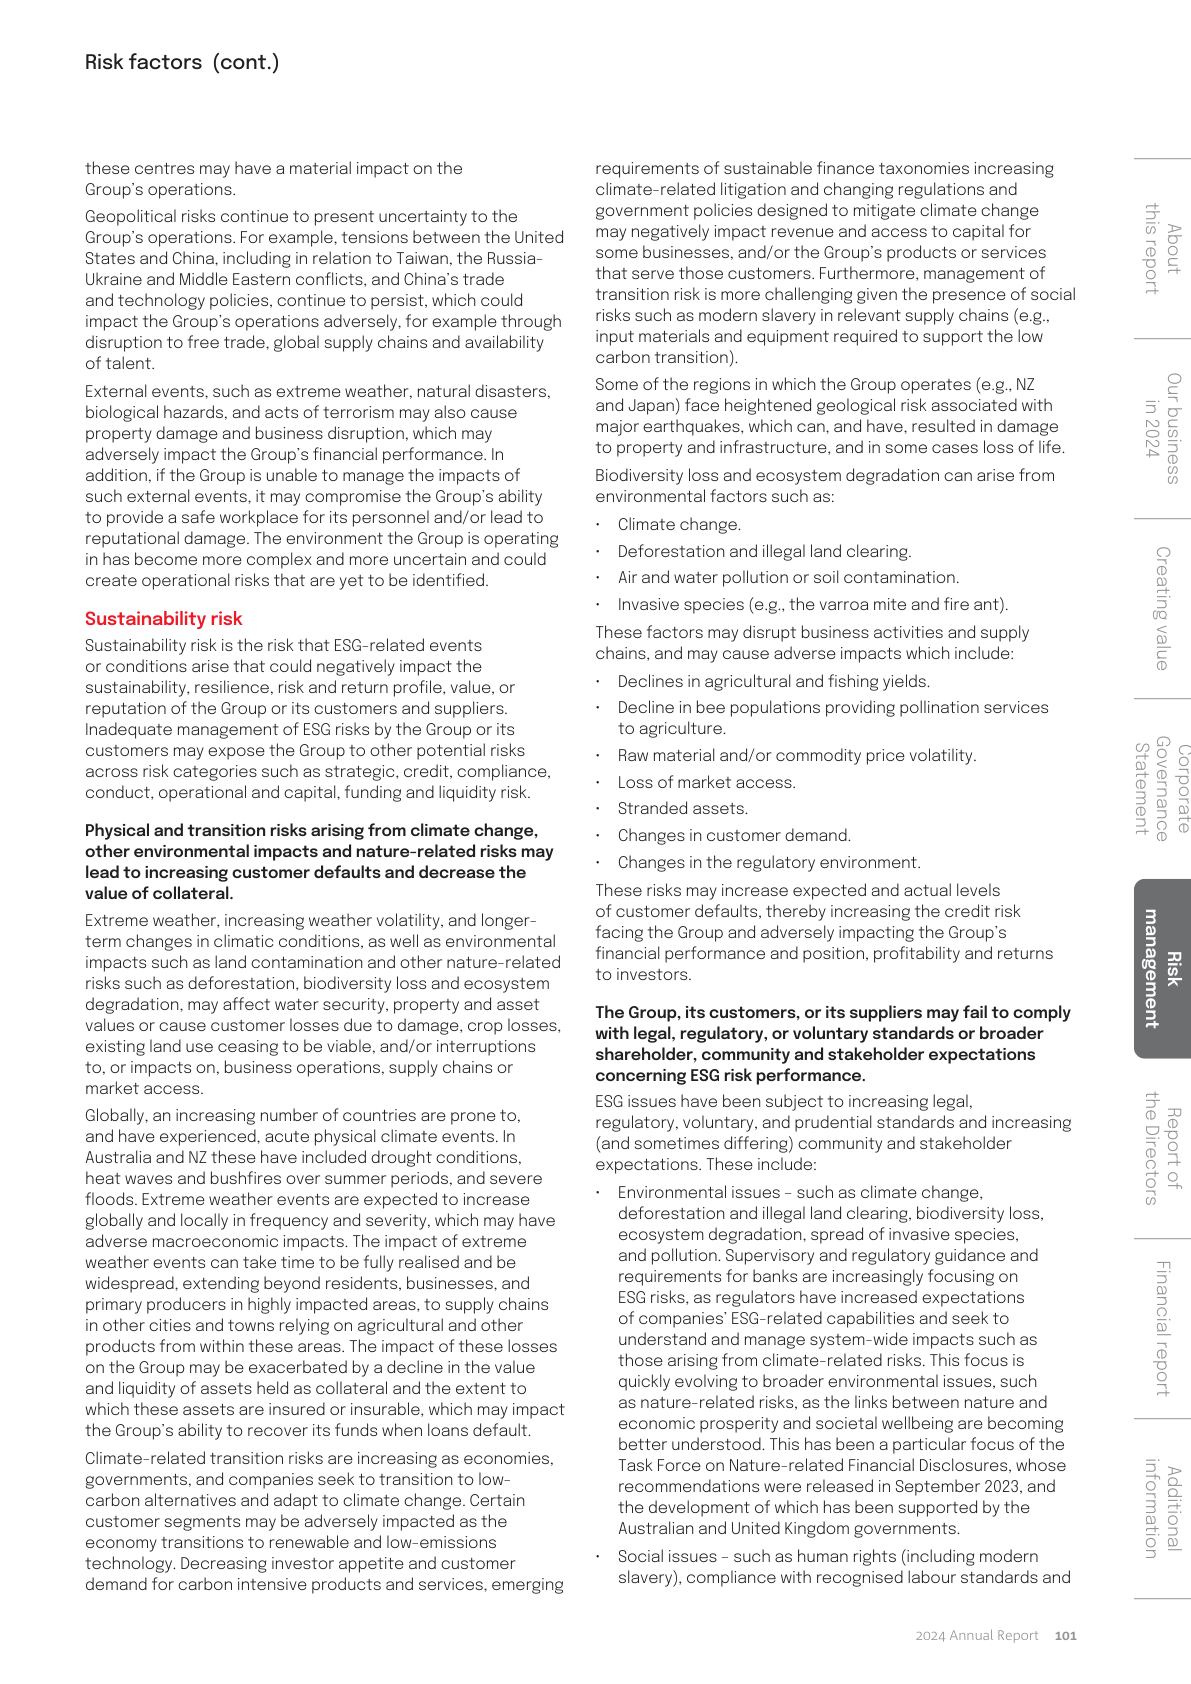 Risk factors (cont.)
these centres may have a material impact on the
Group's operations.
Geopolitical risks continue to present uncertainty to the
Group's operations. For example, tensions between the United
States and China, including in relation to Taiwan, the Russia-
Ukraine and Middle Eastern conflicts, and China's trade
and technology policies, continue to persist, which could
impact the Group's operations adversely, for example through
disruption to free trade, global supply chains and availability
of talent.
External events, such as extreme weather, natural disasters,
biological hazards, and acts of terrorism may also cause
property damage and business disruption, which may
adversely impact the Group's financial performance. In
addition, if the Group is unable to manage the impacts of
such external events, it may compromise the Group's ability
to provide a safe workplace for its personnel and/or lead to
reputational damage. The environment the Group is operating
in has become more complex and more uncertain and could
create operational risks that are yet to be identified.
Sustainability risk
Sustainability risk is the risk that ESG-related events
or conditions arise that could negatively impact the
sustainability, resilience, risk and return profile, value, or
reputation of the Group or its customers and suppliers.
Inadequate management of ESG risks by the Group or its
customers may expose the Group to other potential risks
across risk categories such as strategic, credit, compliance,
conduct, operational and capital, funding and liquidity risk.
Physical and transition risks arising from climate change,
other environmental impacts and nature-related risks may
lead to increasing customer defaults and decrease the
value of collateral.
Extreme weather, increasing weather volatility, and longer-
term changes in climatic conditions, as well as environmental
impacts such as land contamination and other nature-related
risks such as deforestation, biodiversity loss and ecosystem
degradation, may affect water security, property and asset
values or cause customer losses due to damage, crop losses,
existing land use ceasing to be viable, and/or interruptions
to, or impacts on, business operations, supply chains or
market access.
Globally, an increasing number of countries are prone to,
and have experienced, acute physical climate events. In
Australia and NZ these have included drought conditions,
heat waves and bushfires over summer periods, and severe
floods. Extreme weather events are expected to increase
globally and locally in frequency and severity, which may have
adverse macroeconomic impacts. The impact of extreme
weather events can take time to be fully realised and be
widespread, extending beyond residents, businesses, and
primary producers in highly impacted areas, to supply chains
in other cities and towns relying on agricultural and other
products from within these areas. The impact of these losses
on the Group may be exacerbated by a decline in the value
and liquidity of assets held as collateral and the extent to
which these assets are insured or insurable, which may impact
the Group's ability to recover its funds when loans default.
Climate-related transition risks are increasing as economies,
governments, and companies seek to transition to low-
carbon alternatives and adapt to climate change. Certain
customer segments may be adversely impacted as the
economy transitions to renewable and low-emissions
technology. Decreasing investor appetite and customer
demand for carbon intensive products and services, emerging
requirements of sustainable finance taxonomies increasing
climate-related litigation and changing regulations and
government policies designed to mitigate climate change
may negatively impact revenue and access to capital for
some businesses, and/or the Group's products or services
that serve those customers. Furthermore, management of
transition risk is more challenging given the presence of social
risks such as modern slavery in relevant supply chains (e.g.,
input materials and equipment required to support the low
carbon transition).
Some of the regions in which the Group operates (e.g., NZ
and Japan) face heightened geological risk associated with
major earthquakes, which can, and have, resulted in damage
to property and infrastructure, and in some cases loss of life.
Biodiversity loss and ecosystem degradation can arise from
environmental factors such as:
• Climate change.
• Deforestation and illegal land clearing.
• Air and water pollution or soil contamination.
• Invasive species (e.g., the varroa mite and fire ant).
These factors may disrupt business activities and supply
chains, and may cause adverse impacts which include:
• Declines in agricultural and fishing yields.
• Decline in bee populations providing pollination services
to agriculture.
• Raw material and/or commodity price volatility.
• Loss of market access.
• Stranded assets.
• Changes in customer demand.
• Changes in the regulatory environment.
These risks may increase expected and actual levels
of customer defaults, thereby increasing the credit risk
facing the Group and adversely impacting the Group's
financial performance and position, profitability and returns
to investors.
The Group, its customers, or its suppliers may fail to comply
with legal, regulatory, or voluntary standards or broader
shareholder, community and stakeholder expectations
concerning ESG risk performance.
ESG issues have been subject to increasing legal,
regulatory, voluntary, and prudential standards and increasing
(and sometimes differing) community and stakeholder
expectations. These include:
• Environmental issues – such as climate change,
deforestation and illegal land clearing, biodiversity loss,
ecosystem degradation, spread of invasive species,
and pollution. Supervisory and regulatory guidance and
requirements for banks are increasingly focusing on
ESG risks, as regulators have increased expectations
of companies' ESG-related capabilities and seek to
understand and manage system-wide impacts such as
those arising from climate-related risks. This focus is
quickly evolving to broader environmental issues, such
as nature-related risks, as the links between nature and
economic prosperity and societal wellbeing are becoming
better understood. This has been a particular focus of the
Task Force on Nature-related Financial Disclosures, whose
recommendations were released in September 2023, and
the development of which has been supported by the
Australian and United Kingdom governments.
• Social issues – such as human rights (including modern
slavery), compliance with recognised labour standards and
About
this report
Our business
in 2024
Creating value
Corporate
Governance
Statement
Risk
management
Report of
the Directors
Financial report
Additional
information
2024 Annual Report 101